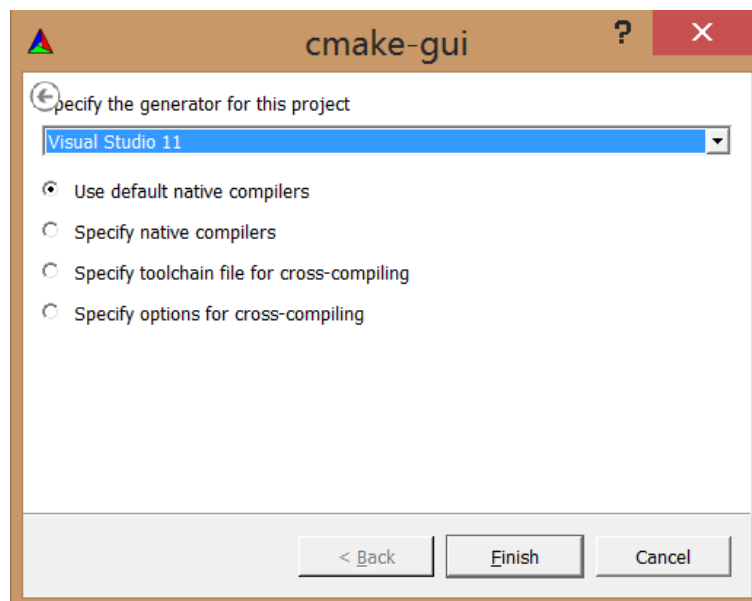 cmake-gui
?
Specify the generator for this project
Visual Studio 11
Use default native compilers
Specify native compilers
Specify toolchain file for cross-compiling
Specify options for cross-compiling
< Back
Finish
Cancel